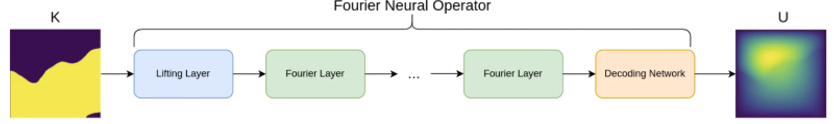 Fourier Neural Operator
K
U
Lifting Layer
Fourier Layer
...
Fourier Layer
Decoding Network